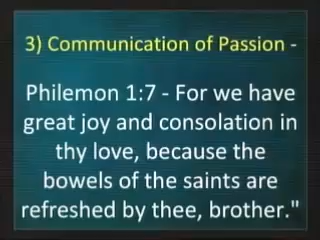 3) Communication of Passion -
Philemon 1:7 - For we have
great joy and consolation in
thy love, because the
bowels of the saints are
refreshed by thee, brother."